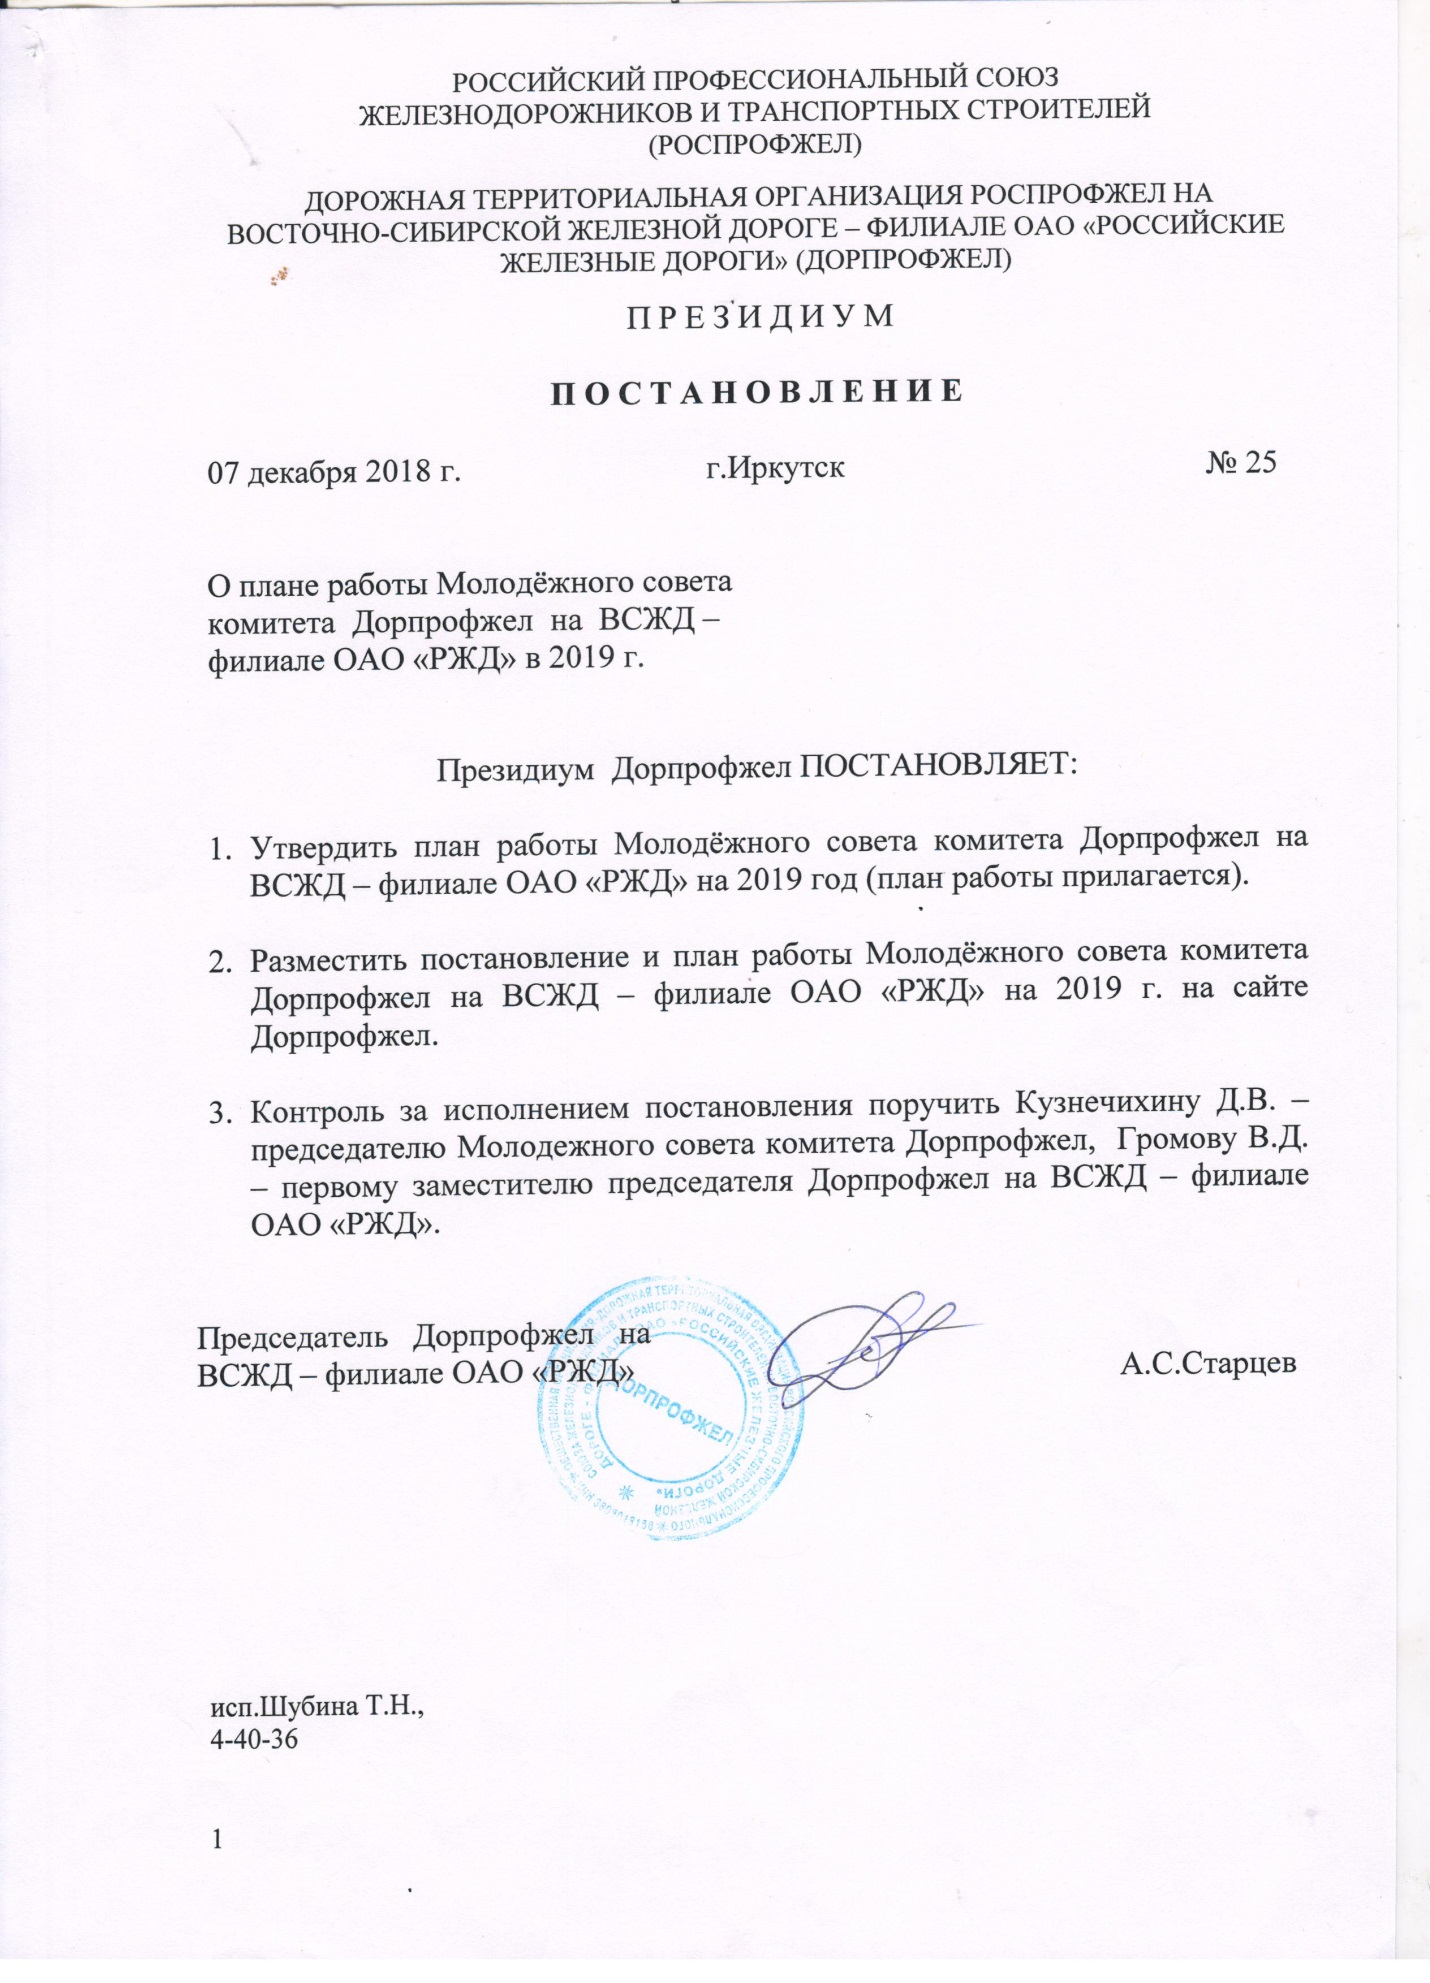 РОССИЙСКИЙ ПРОФЕССИОНАЛЬНЫЙ СОЮЗ
ЖЕЛЕЗНОДОРОЖНИКОВ И ТРАНСПОРТНЫХ СТРОИТЕЛЕЙ
(РОСПРОФЖЕЛ)
ДОРОЖНАЯ ТЕРРИТОРИАЛЬНАЯ ОРГАНИЗАЦИЯ РОСПРОФЖЕЛ НА
ВОСТОЧНО-СИБИРСКОЙ ЖЕЛЕЗНОЙ ДОРОГЕ – ФИЛИАЛЕ ОАО «РОССИЙСКИЕ
ЖЕЛЕЗНЫЕ ДОРОГИ» (ДОРПРОФЖЕЛ)
П Р Е З И Д И У М
П О С Т А Н О В Л Е Н И Е
07 декабря 2018 г. г.Иркутск № 25
О плане работы Молодёжного совета
комитета Дорпрофжел на ВСЖД –
филиале ОАО «РЖД» в 2019 г.
Президиум Дорпрофжел ПОСТАНОВЛЯЕТ:
1. Утвердить план работы Молодёжного совета комитета Дорпрофжел на
ВСЖД – филиале ОАО «РЖД» на 2019 год (план работы прилагается).
2. Разместить постановление и план работы Молодёжного совета комитета
Дорпрофжел на ВСЖД – филиале ОАО «РЖД» на 2019 г. на сайте
Дорпрофжел.
3. Контроль за исполнением постановления поручить Кузнечихину Д.В. –
председателю Молодежного совета комитета Дорпрофжел, Громову В.Д.
– первому заместителю председателя Дорпрофжел на ВСЖД – филиале
ОАО «РЖД».
Председатель Дорпрофжел на
ВСЖД – филиале ОАО «РЖД» А.С.Старцев
ДОРПРОФЖЕЛ
ДОРОГЕ - ФИЛИАЛЕ ОАО «РОССИЙСКИЕ ЖЕЛЕЗНЫЕ ДОРОГИ»
исп.Шубина Т.Н.,
4-40-36
1